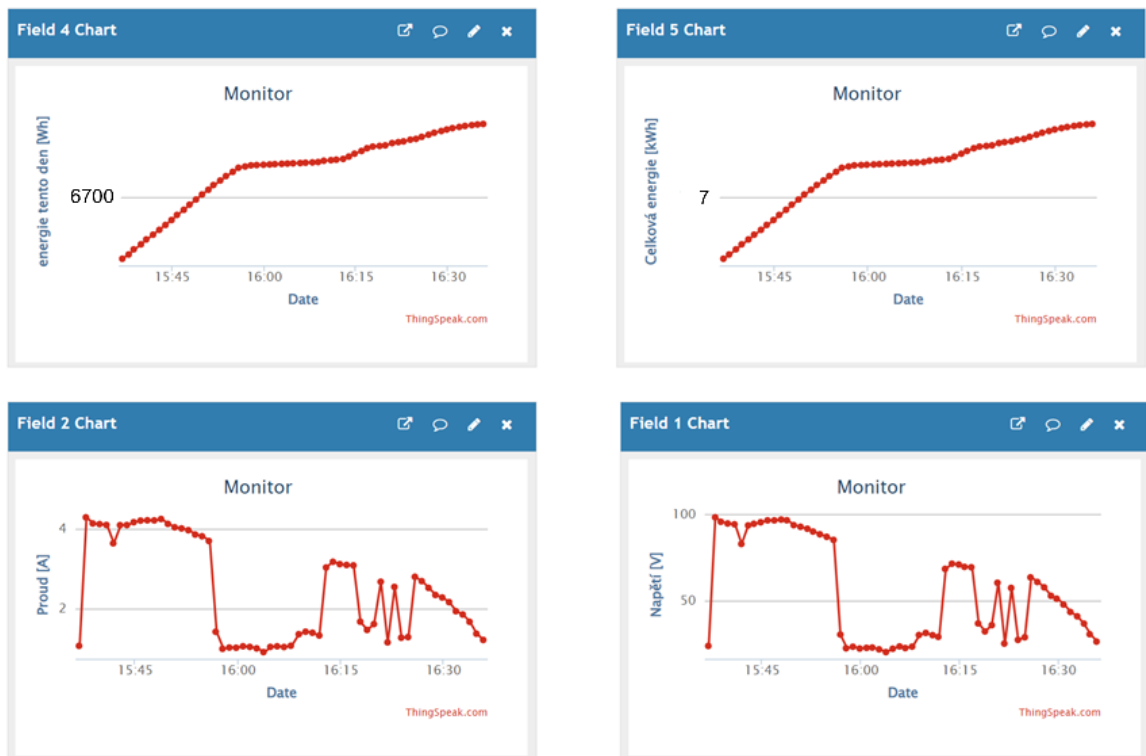 Field 4 Chart
Monitor
energie tento den [Wh]
6700
15:45 16:00 16:15 16:30
Date
ThingSpeak.com
Field 5 Chart
Monitor
Celková energie [kWh]
7
15:45 16:00 16:15 16:30
Date
ThingSpeak.com
Field 2 Chart
Monitor
Proud [A]
4
2
15:45 16:00 16:15 16:30
Date
ThingSpeak.com
Field 1 Chart
Monitor
Napětí [V]
100
50
15:45 16:00 16:15 16:30
Date
ThingSpeak.com